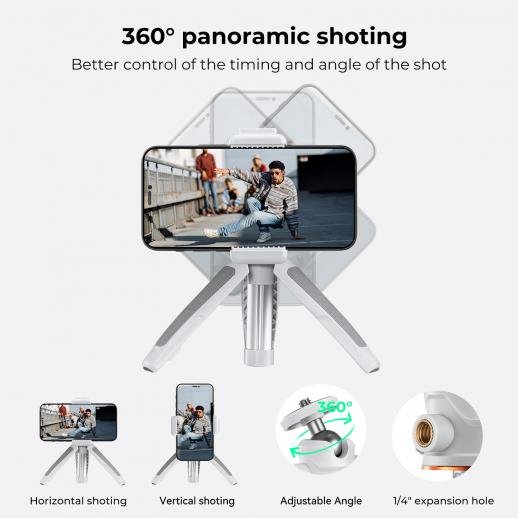 360° panoramic shoting
Better control of the timing and angle of the shot
360°
Horizontal shoting
Vertical shoting
Adjustable Angle
1/4" expansion hole